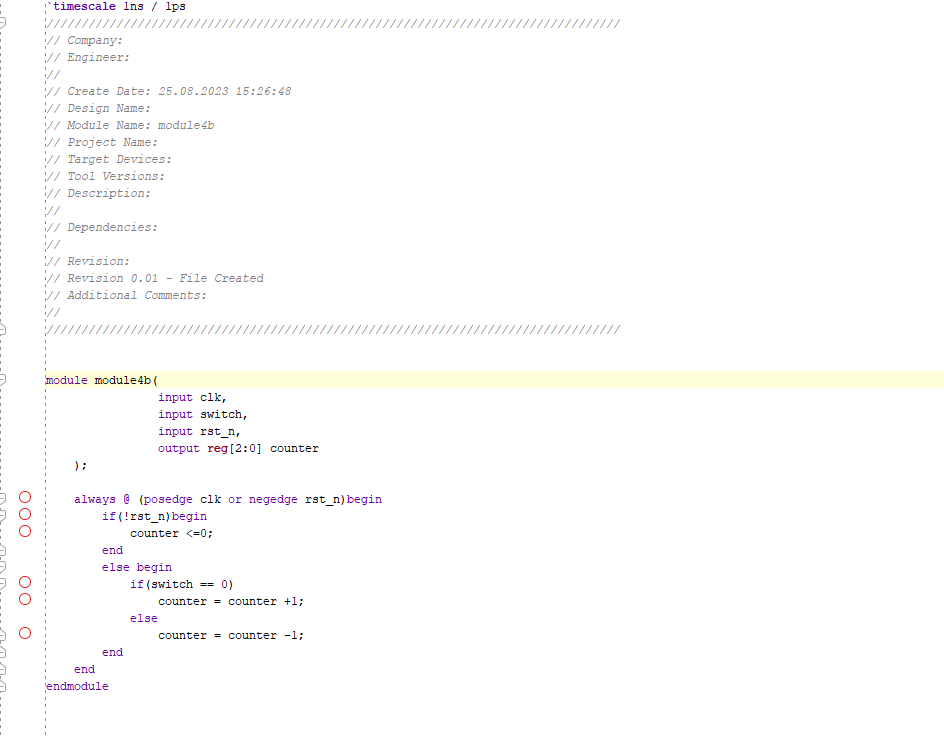 `timescale 1ns / 1ps
//////////////////////////////////////////////////////////////////////////////////
// Company:
// Engineer:
//
// Create Date: 25.08.2023 15:26:48
// Design Name:
// Module Name: module4b
// Project Name:
// Target Devices:
// Tool Versions:
// Description:
//
// Dependencies:
//
// Revision:
// Revision 0.01 - File Created
// Additional Comments:
//
//////////////////////////////////////////////////////////////////////////////////
module module4b(
input clk,
input switch,
input rst_n,
output reg[2:0] counter
);
always @ (posedge clk or negedge rst_n)begin
if(!rst_n)begin
counter <=0;
end
else begin
if(switch == 0)
counter = counter +1;
else
counter = counter -1;
end
end
endmodule